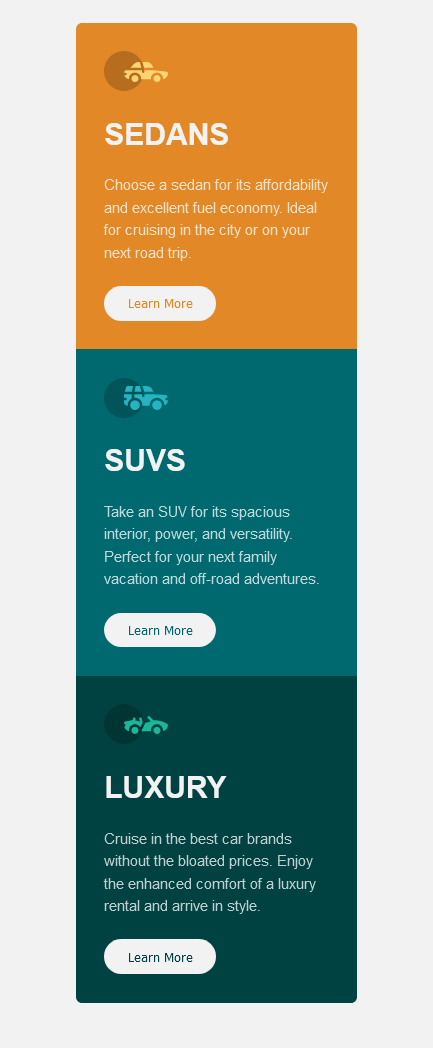 SEDANS
Choose a sedan for its affordability
and excellent fuel economy. Ideal
for cruising in the city or on your
next road trip.
Learn More
SUVS
Take an SUV for its spacious
interior, power, and versatility.
Perfect for your next family
vacation and off-road adventures.
Learn More
LUXURY
Cruise in the best car brands
without the bloated prices. Enjoy
the enhanced comfort of a luxury
rental and arrive in style.
Learn More